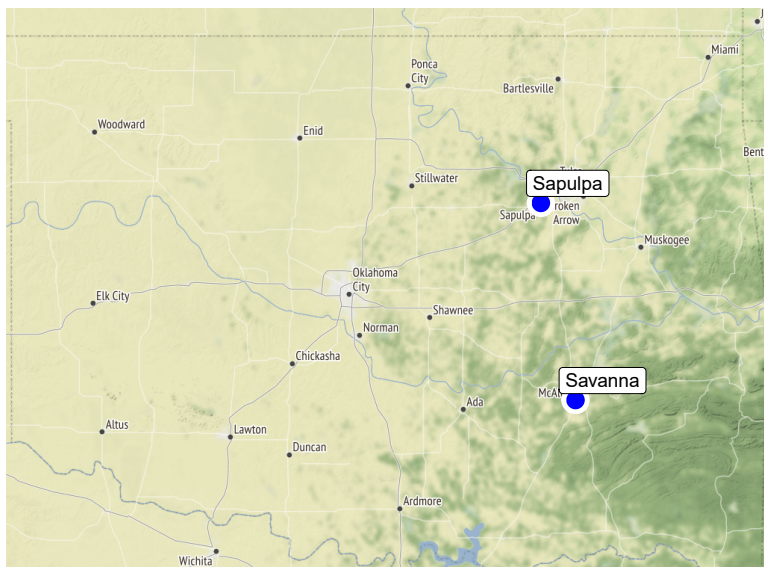 Miami
Ponca
City
Bartlesville
Woodward
Enid
Bent
Stillwater
Sapulpa
Sapulpa
roken
Arrow
Muskogee
Oklahoma
City
Elk City
Shawnee
Norman
Chickasha
Savanna
McA
Ada
Altus
Lawton
Duncan
Ardmore
Wichita